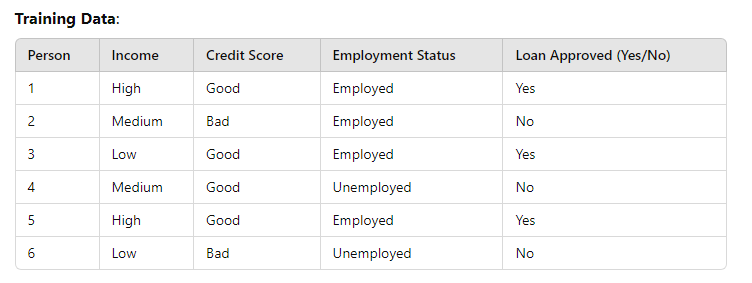 Training Data:
Person Income Credit Score Employment Status Loan Approved (Yes/No)
1 High Good Employed Yes
2 Medium Bad Employed No
3 Low Good Employed Yes
4 Medium Good Unemployed No
5 High Good Employed Yes
6 Low Bad Unemployed No